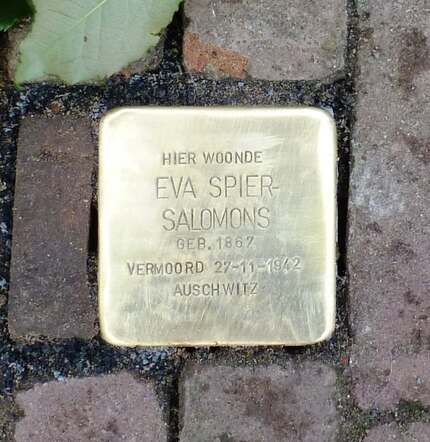 HIER WOONDE
EVA SPIER-
SALOMONS
GEB. 1867
VERMOORD 27-11-1942
AUSCHWITZ